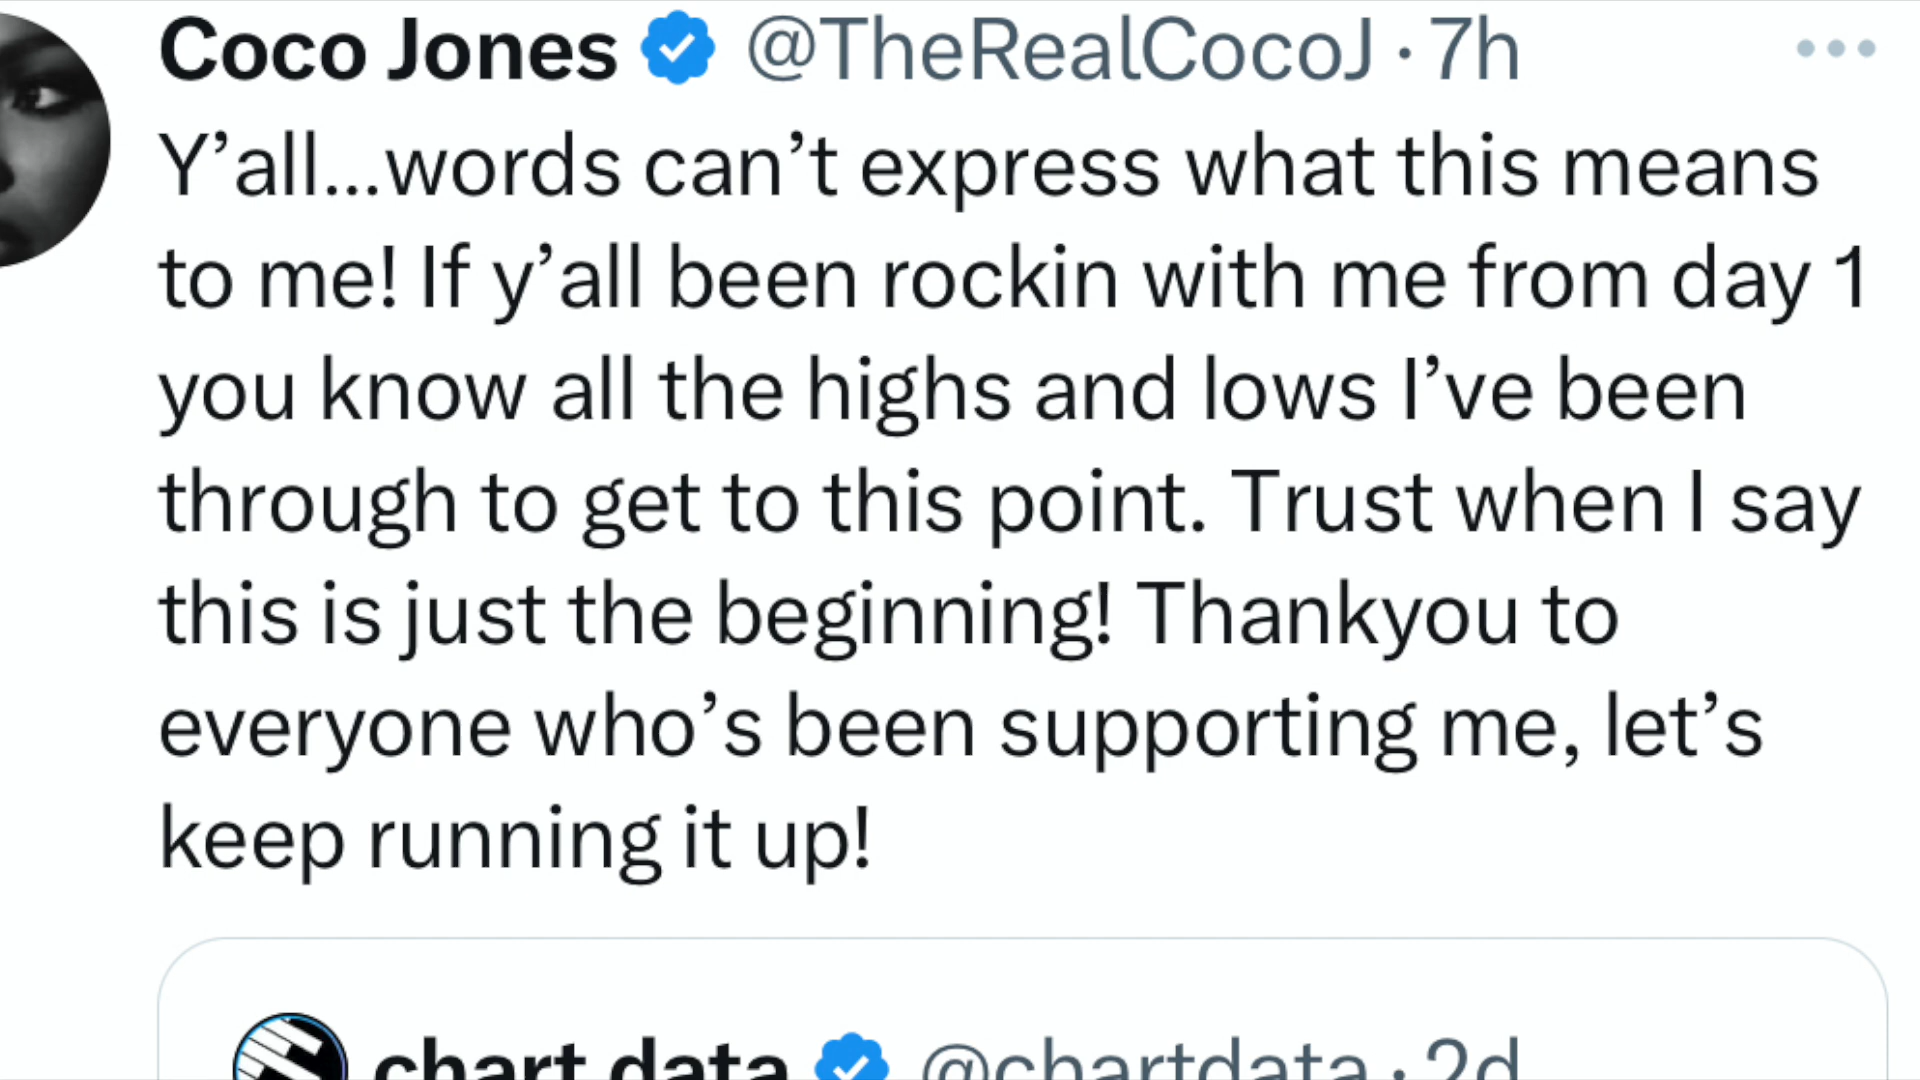 Coco Jones @TheRealCocoJ · 7h
Y’all...words can’t express what this means
to me! If y’all been rockin with me from day 1
you know all the highs and lows I’ve been
through to get to this point. Trust when I say
this is just the beginning! Thankyou to
everyone who’s been supporting me, let’s
keep running it up!
chart data @chartdata · 2d